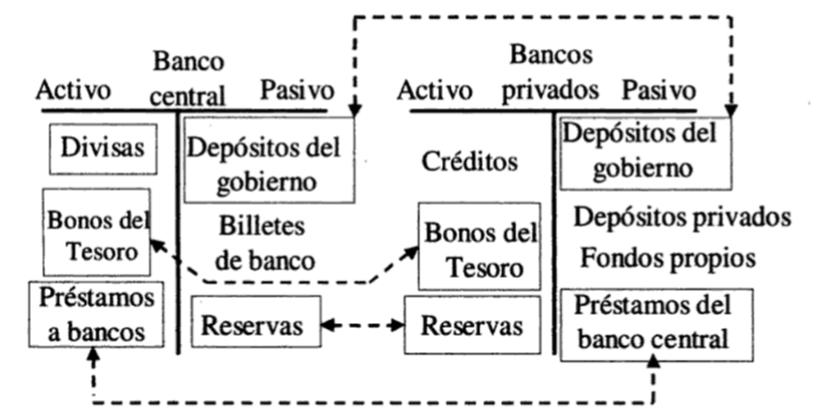 Banco
central
Activo
Pasivo
Divisas
Bonos del
Tesoro
Préstamos
a bancos
Depósitos del
gobierno
Billetes
de banco
Reservas
Bancos
privados
Activo
Pasivo
Créditos
Bonos del
Tesoro
Reservas
Depósitos del
gobierno
Depósitos privados
Fondos propios
Préstamos del
banco central